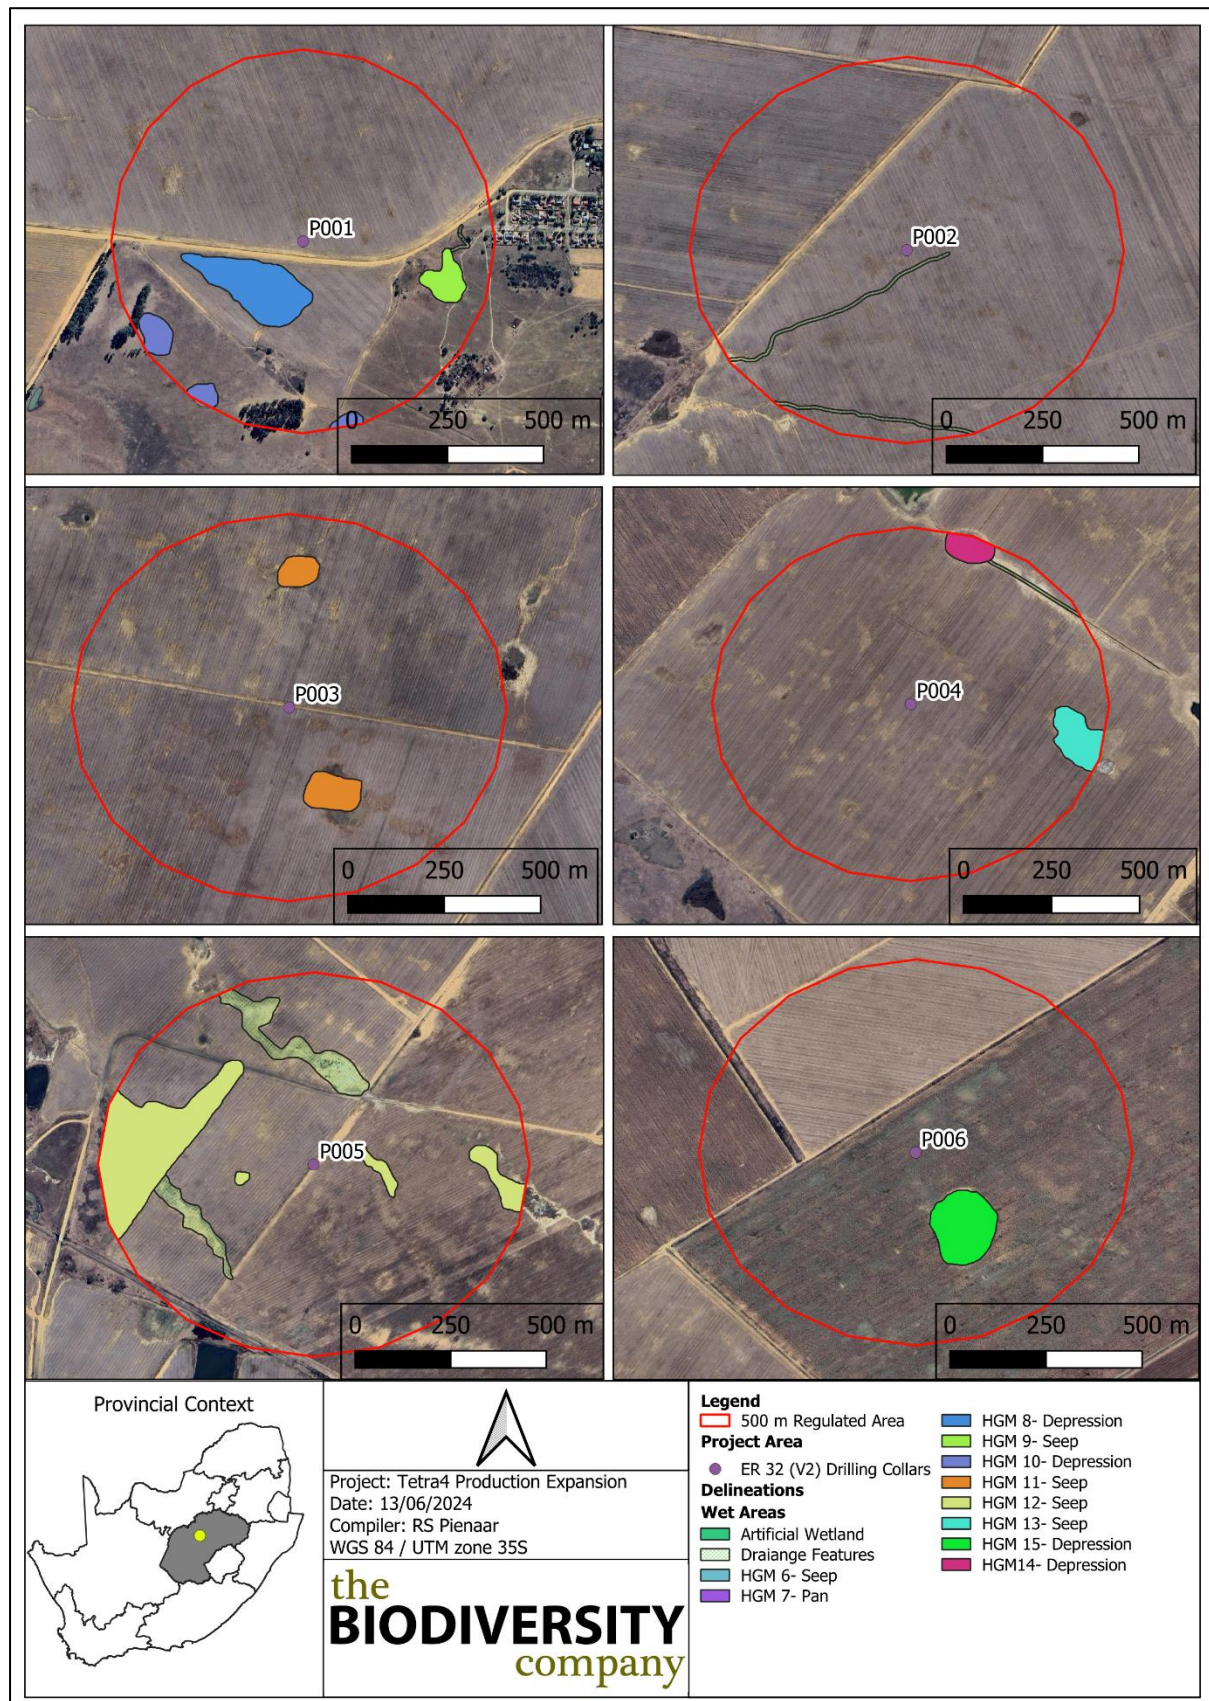 P001
0 250 500 m
P002
0 250 500 m
P003
0 250 500 m
P004
0 250 500 m
P005
0 250 500 m
P006
0 250 500 m
Provincial Context
Project: Tetra4 Production Expansion
Date: 13/06/2024
Compiler: RS Pienaar
WGS 84 / UTM zone 35S
the
BIODIVERSITY
company
Legend
500 m Regulated Area
Project Area
ER 32 (V2) Drilling Collars
Delineations
Wet Areas
Artificial Wetland
Draiange Features
HGM 6- Seep
HGM 7- Pan
HGM 8- Depression
HGM 9- Seep
HGM 10- Depression
HGM 11- Seep
HGM 12- Seep
HGM 13- Seep
HGM 15- Depression
HGM14- Depression